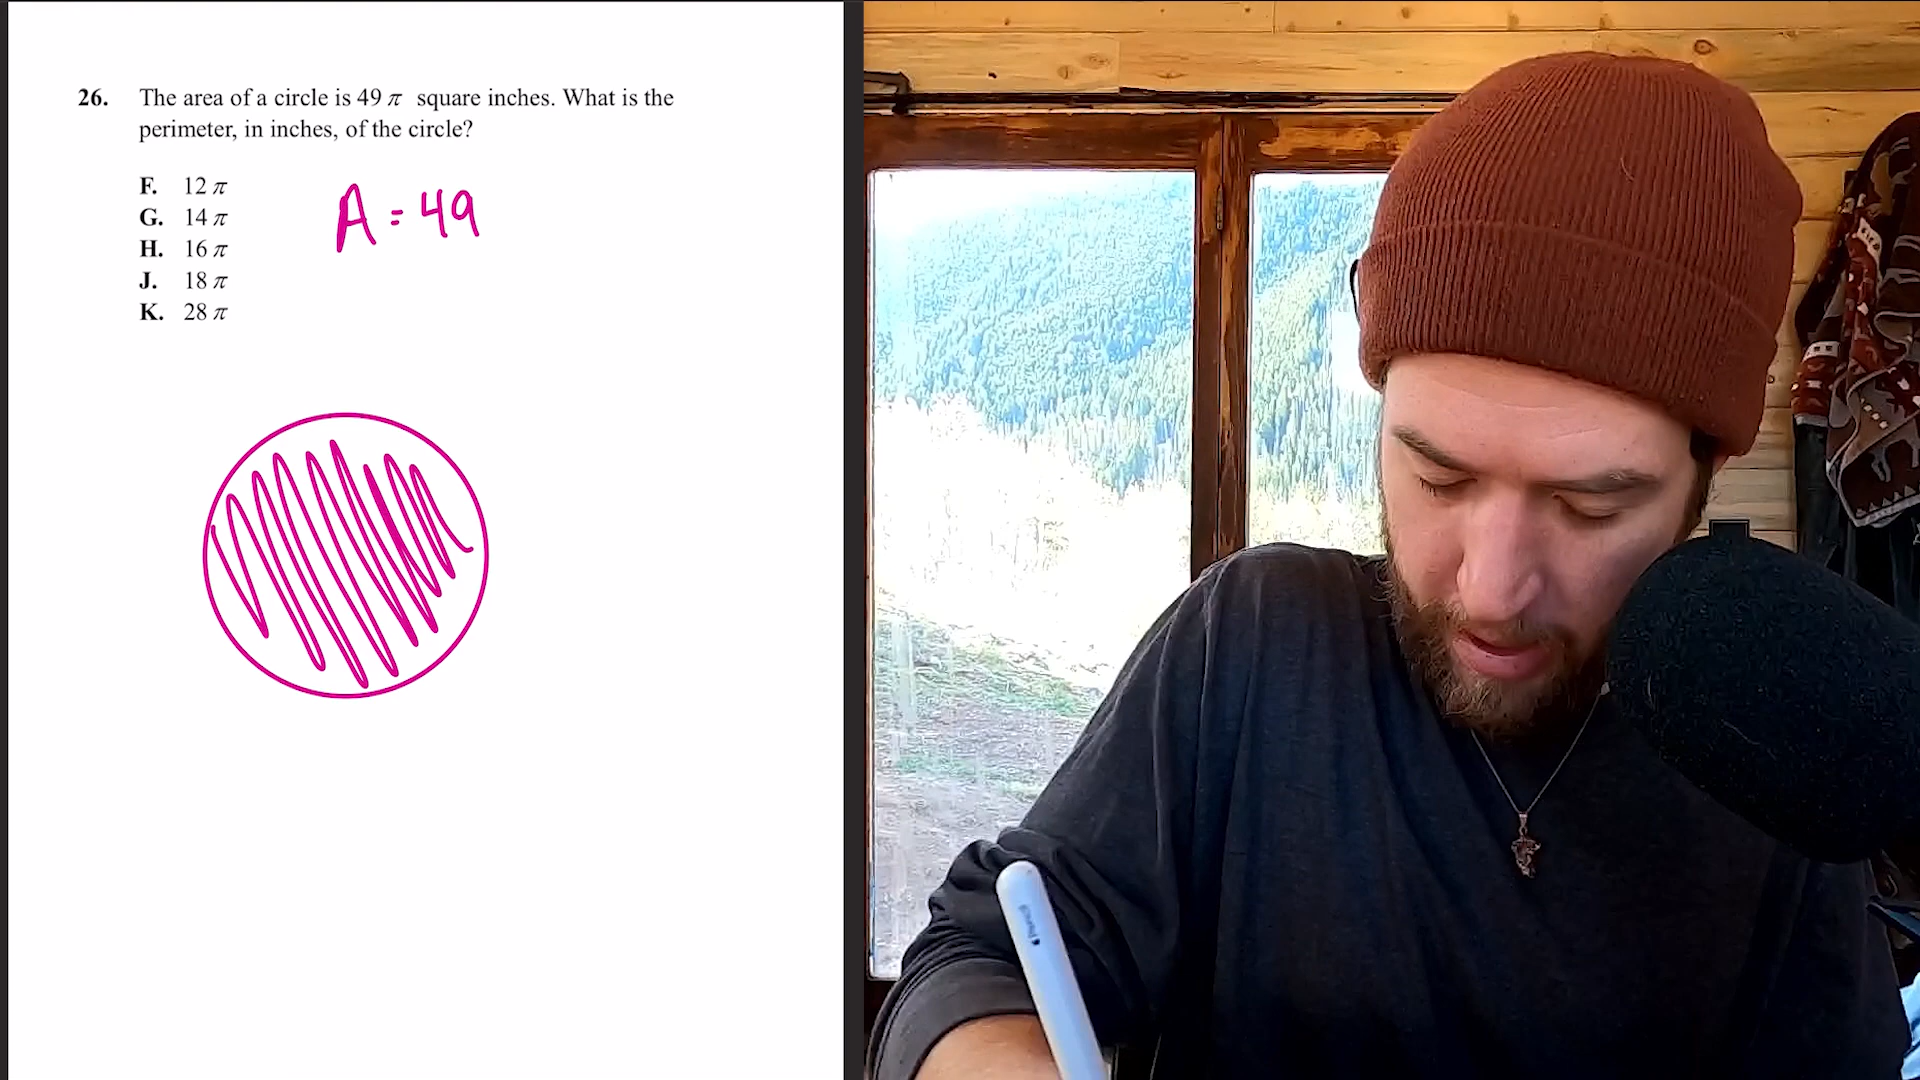 26. The area of a circle is 49 π square inches. What is the
perimeter, in inches, of the circle?
F. 12 π
G. 14 π
H. 16 π
J. 18 π
K. 28 π
A = 49